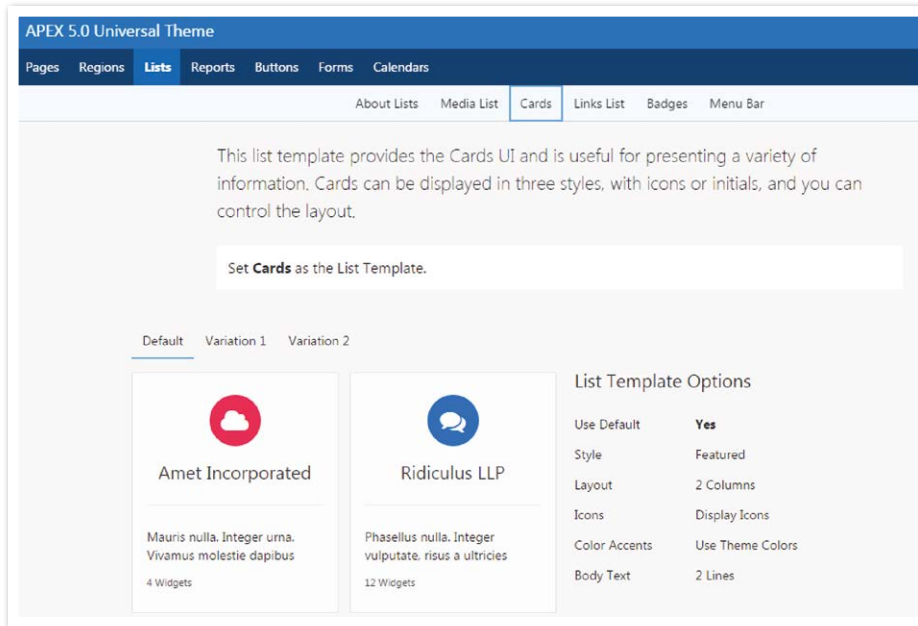 APEX 5.0 Universal Theme
Pages Regions Lists Reports Buttons Forms Calendars
About Lists Media List Cards Links List Badges Menu Bar
This list template provides the Cards UI and is useful for presenting a variety of
information. Cards can be displayed in three styles, with icons or initials, and you can
control the layout.
Set Cards as the List Template.
Default Variation 1 Variation 2
Amet Incorporated
Mauris nulla. Integer urna.
Vivamus molestie dapibus
4 Widgets
Ridiculus LLP
Phasellus nulla. Integer
vulputate, risus a ultricies
12 Widgets
List Template Options
Use Default Yes
Style Featured
Layout 2 Columns
Icons Display Icons
Color Accents Use Theme Colors
Body Text 2 Lines